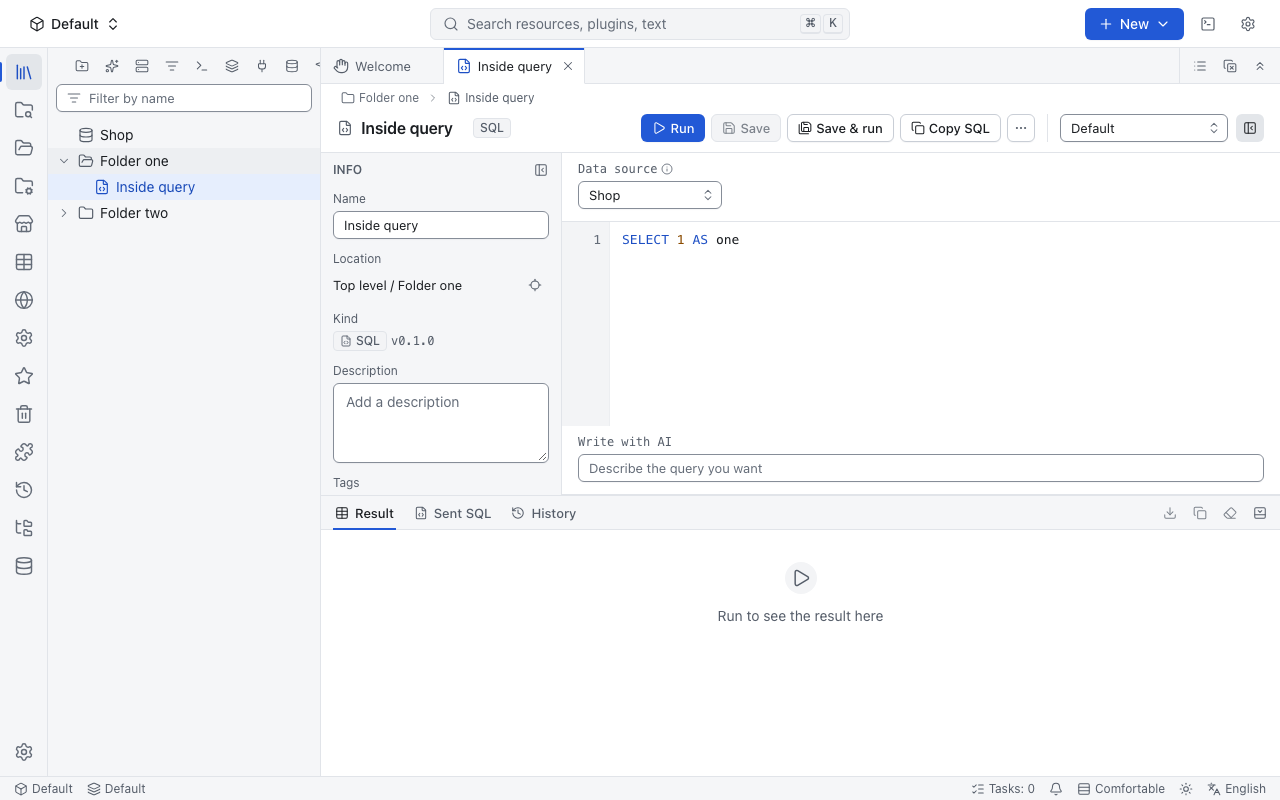 Default
Search resources, plugins, text
⌘ K
New
Filter by name
Shop
Folder one
Inside query
Folder two
Welcome
Inside query
Folder one
Inside query
Inside query
SQL
Run
Save
Save & run
Copy SQL
Default
INFO
Name
Inside query
Location
Top level / Folder one
Kind
SQL v0.1.0
Description
Add a description
Tags
Data source
Shop
1 SELECT 1 AS one
Write with AI
Describe the query you want
Result
Sent SQL
History
Run to see the result here
Default
Default
Tasks: 0
Comfortable
English